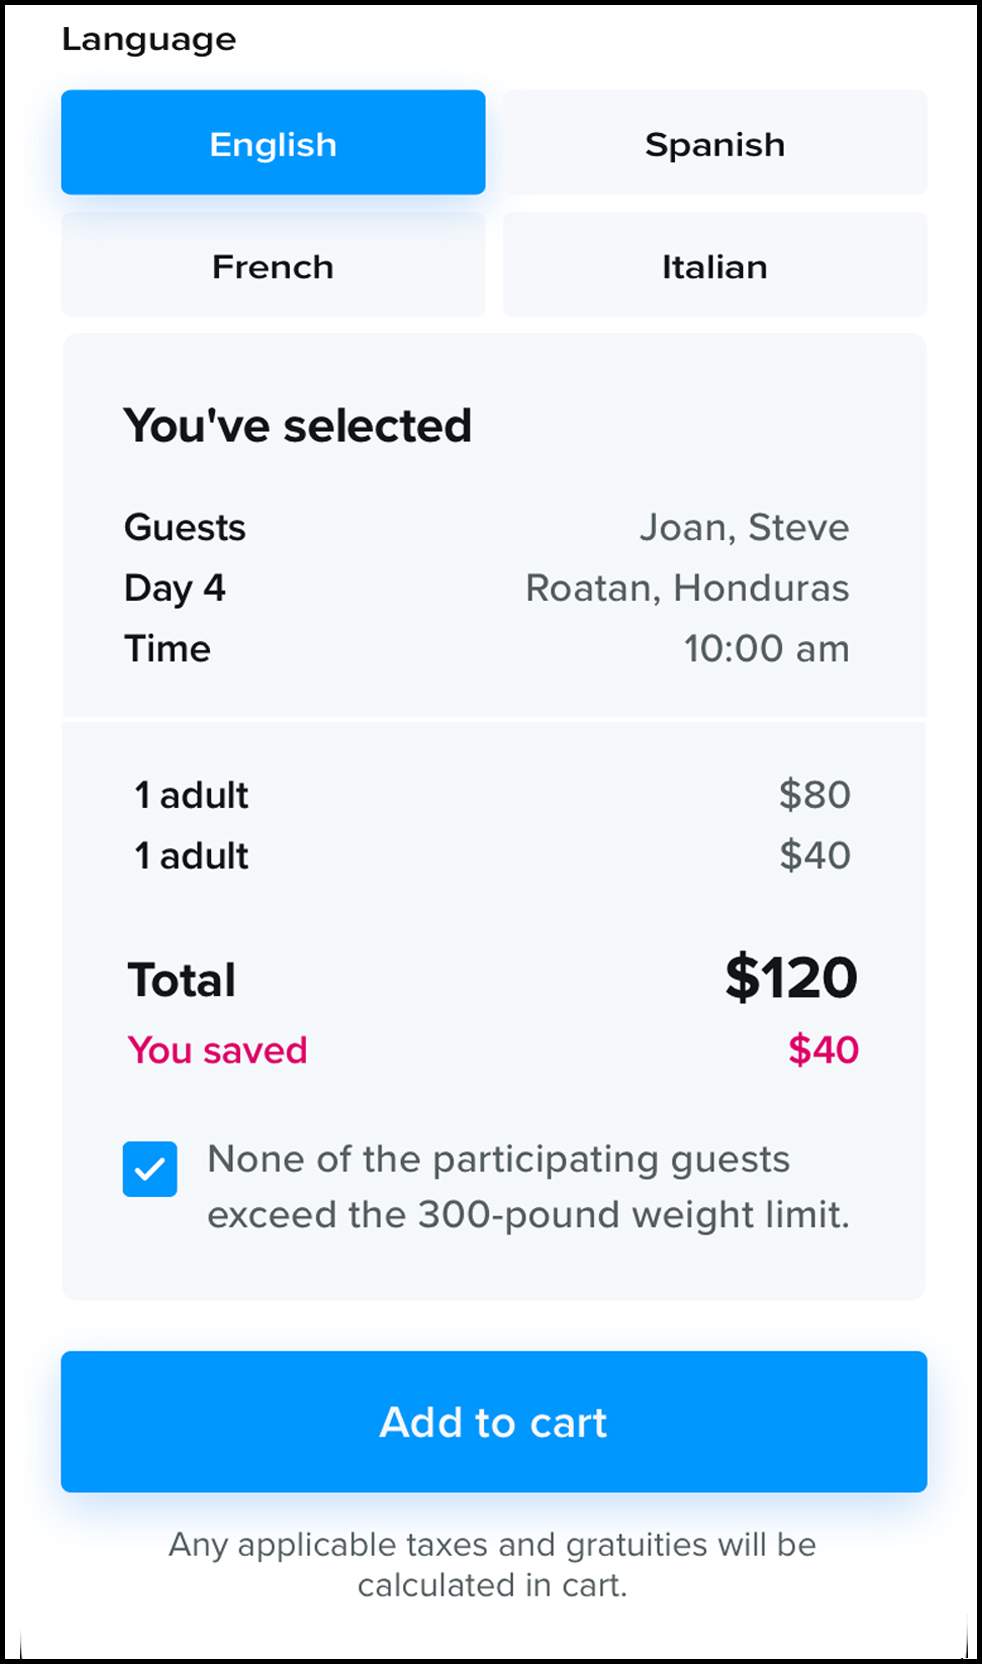 Language
English Spanish
French Italian
You've selected
Guests Joan, Steve
Day 4 Roatan, Honduras
Time 10:00 am
1 adult $80
1 adult $40
Total $120
You saved $40
None of the participating guests
exceed the 300-pound weight limit.
Add to cart
Any applicable taxes and gratuities will be
calculated in cart.